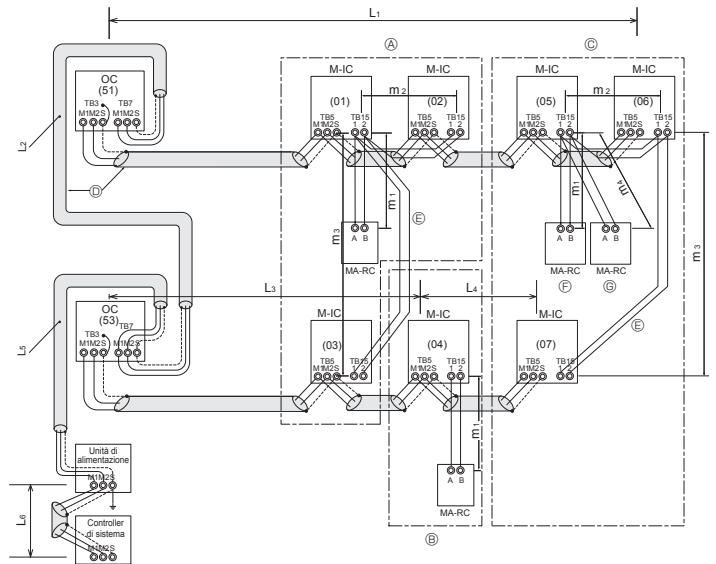 L1
A
C
M-IC
M-IC
M-IC
M-IC
OC
(51)
TB3
TB7
M1M2S
M1M2S
(01)
TB5
M1M2S
TB15
1 2
m2
(02)
TB5
M1M2S
TB15
1 2
(05)
TB5
M1M2S
TB15
1 2
m2
(06)
TB5
M1M2S
TB15
1 2
L2
D
m3
m1
E
A B
MA-RC
m1
m4
A B
MA-RC
F
A B
MA-RC
G
m3
E
L3
L4
OC
(53)
TB3
TB7
M1M2S
M1M2S
M-IC
(03)
TB5
M1M2S
TB15
1 2
M-IC
(04)
TB5
M1M2S
TB15
1 2
M-IC
(07)
TB5
M1M2S
TB15
1 2
L5
m1
A B
MA-RC
B
Unità di
alimentazione
M1M2S
L6
Controller
di sistema
M1M2S